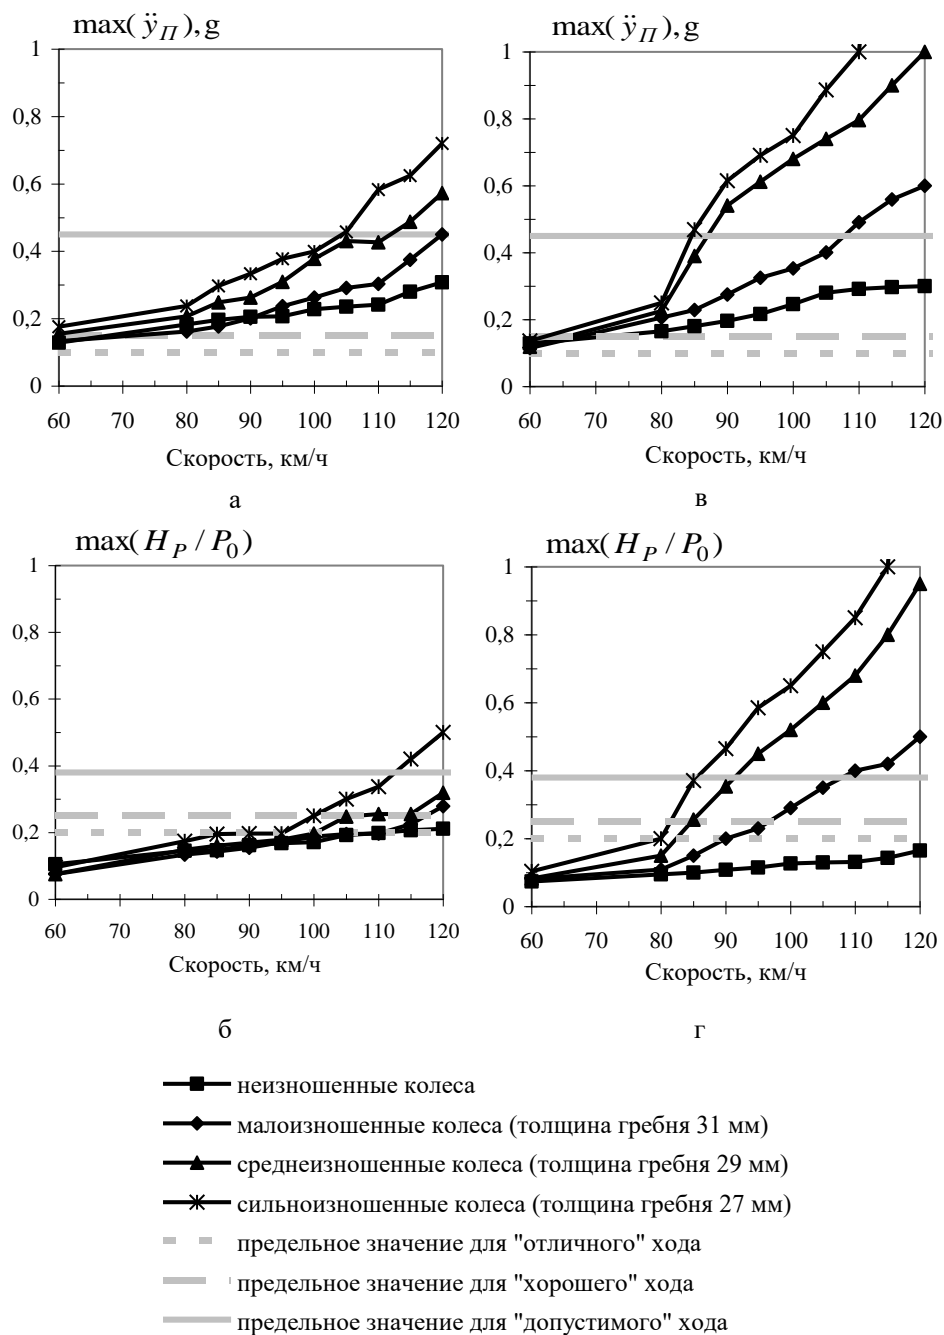 max( ÿ_П ), g
1
0,8
0,6
0,4
0,2
0
60 70 80 90 100 110 120
Скорость, км/ч
а
max( ÿ_П ), g
1
0,8
0,6
0,4
0,2
0
60 70 80 90 100 110 120
Скорость, км/ч
в
max( H_P / P_0 )
1
0,8
0,6
0,4
0,2
0
60 70 80 90 100 110 120
Скорость, км/ч
б
max( H_P / P_0 )
1
0,8
0,6
0,4
0,2
0
60 70 80 90 100 110 120
Скорость, км/ч
г
неизношенные колеса
малоизношенные колеса (толщина гребня 31 мм)
среднеизношенные колеса (толщина гребня 29 мм)
сильноизношенные колеса (толщина гребня 27 мм)
предельное значение для "отличного" хода
предельное значение для "хорошего" хода
предельное значение для "допустимого" хода